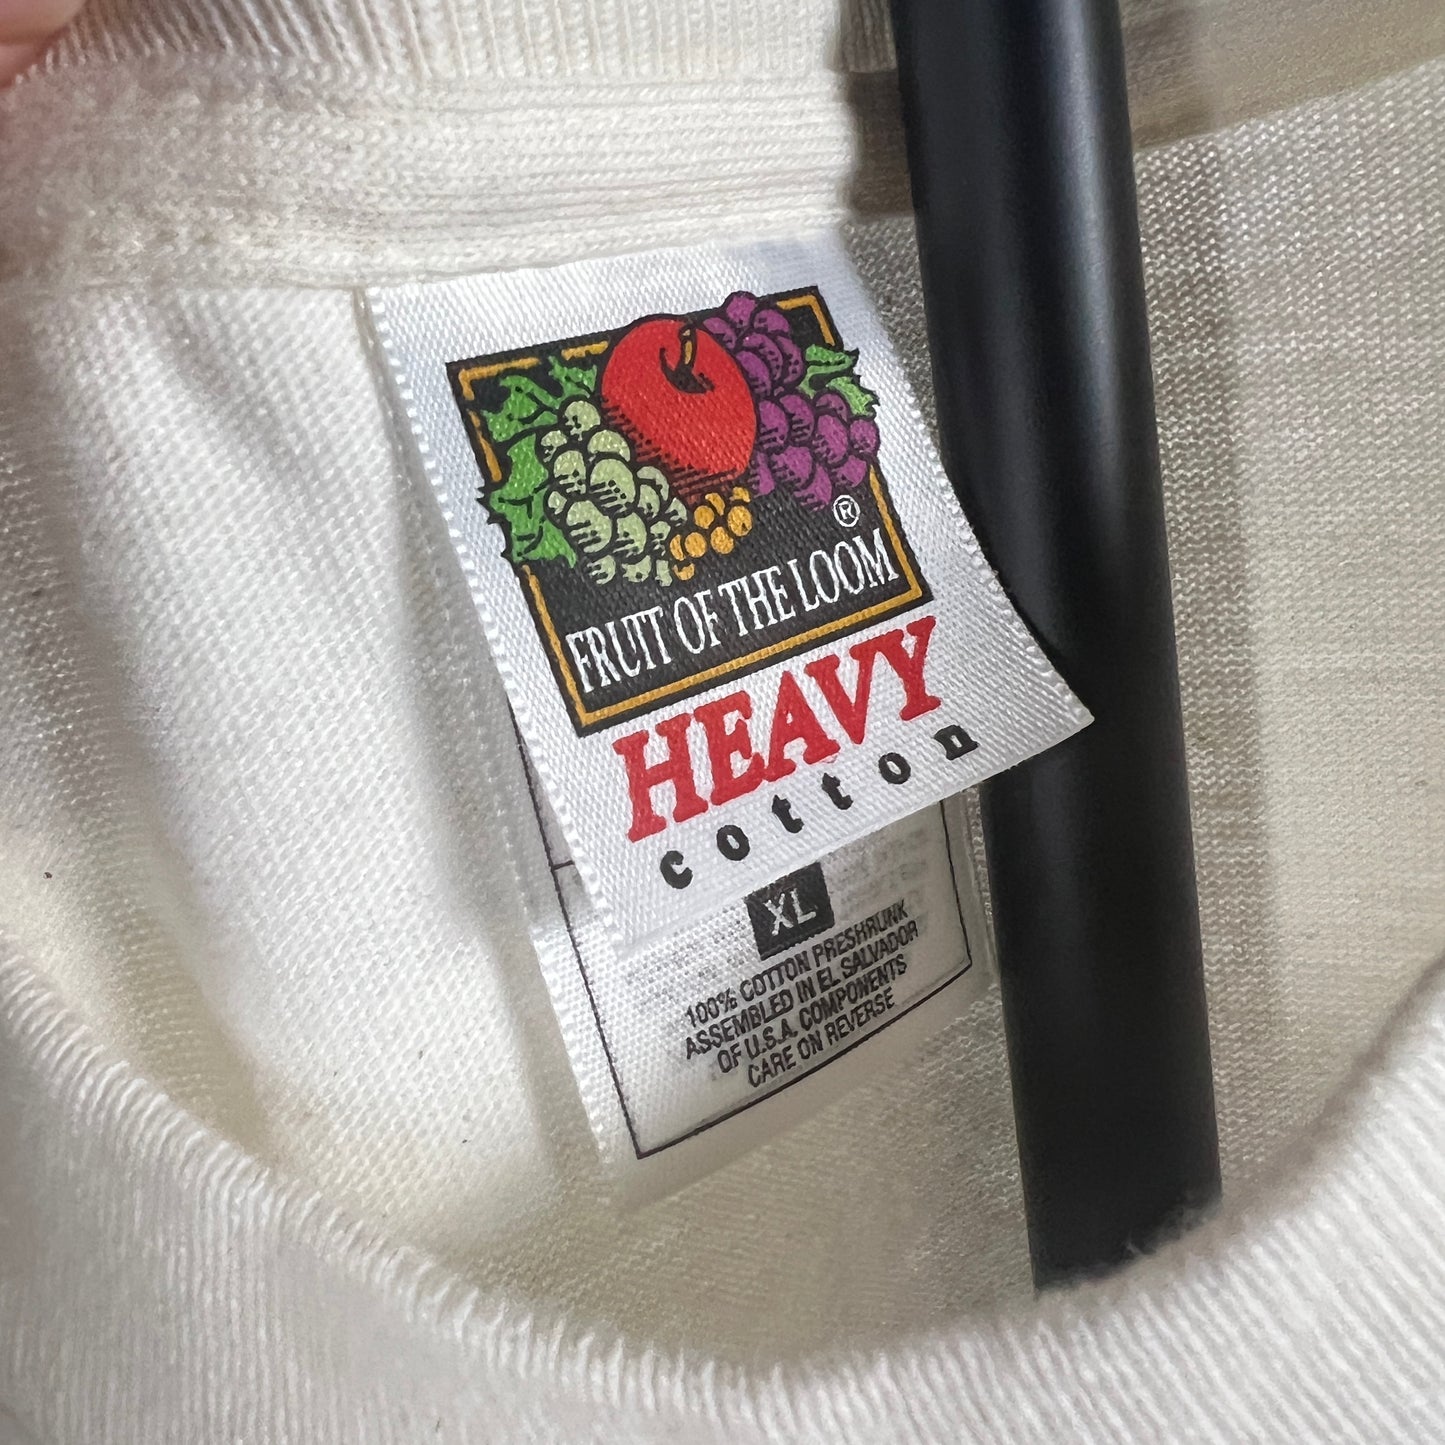 ®
FRUIT OF THE LOOM
HEAVY
cotton
XL
100% COTTON PRESHRUNK
ASSEMBLED IN EL SALVADOR
OF U.S.A. COMPONENTS
CARE ON REVERSE